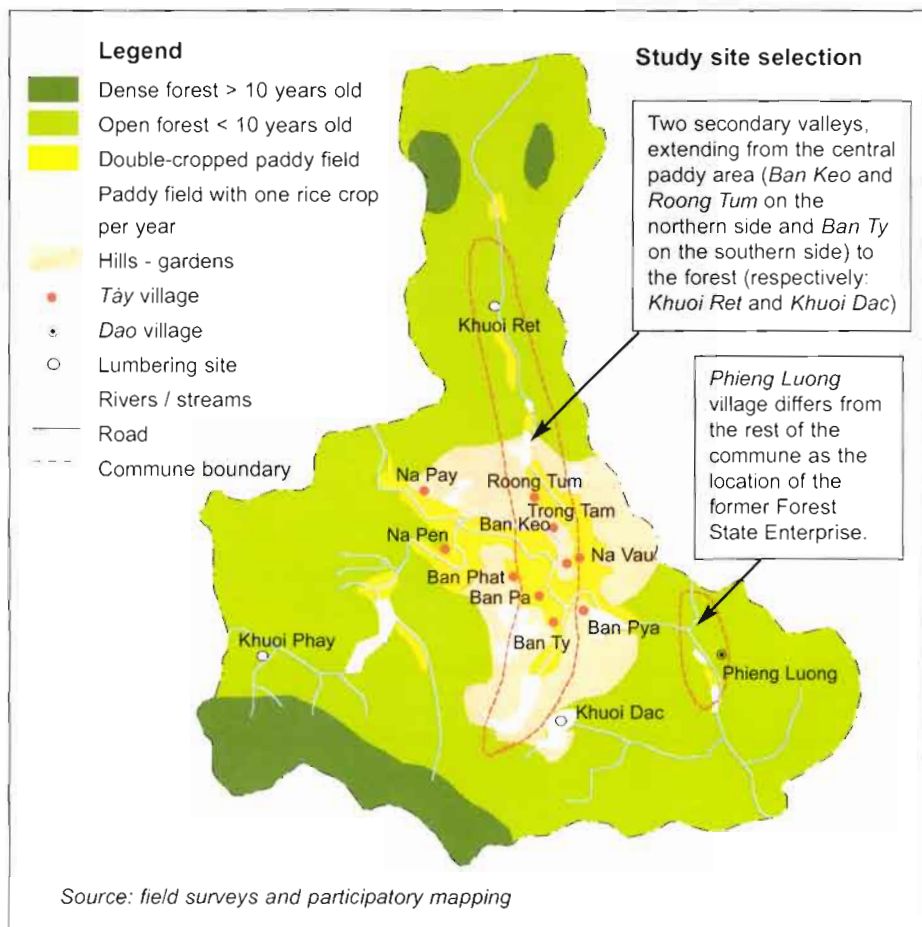 Legend
Dense forest > 10 years old
Open forest < 10 years old
Double-cropped paddy field
Paddy field with one rice crop
per year
Hills - gardens
Tày village
Dao village
Lumbering site
Rivers / streams
Road
Commune boundary
Study site selection
Two secondary valleys,
extending from the central
paddy area (Ban Keo and
Roong Tum on the
northern side and Ban Ty
on the southern side) to
the forest (respectively:
Khuoi Ret and Khuoi Dac)
Phieng Luong
village differs from
the rest of the
commune as the
location of the
former Forest
State Enterprise.
Khuoi Ret
Na Pay
Roong Tum
Trong Tam
Ban Keo
Na Pen
Na Vau
Ban Phat
Ban Pa
Ban Pya
Ban Ty
Khuoi Phay
Phieng Luong
Khuoi Dac
Source: field surveys and participatory mapping